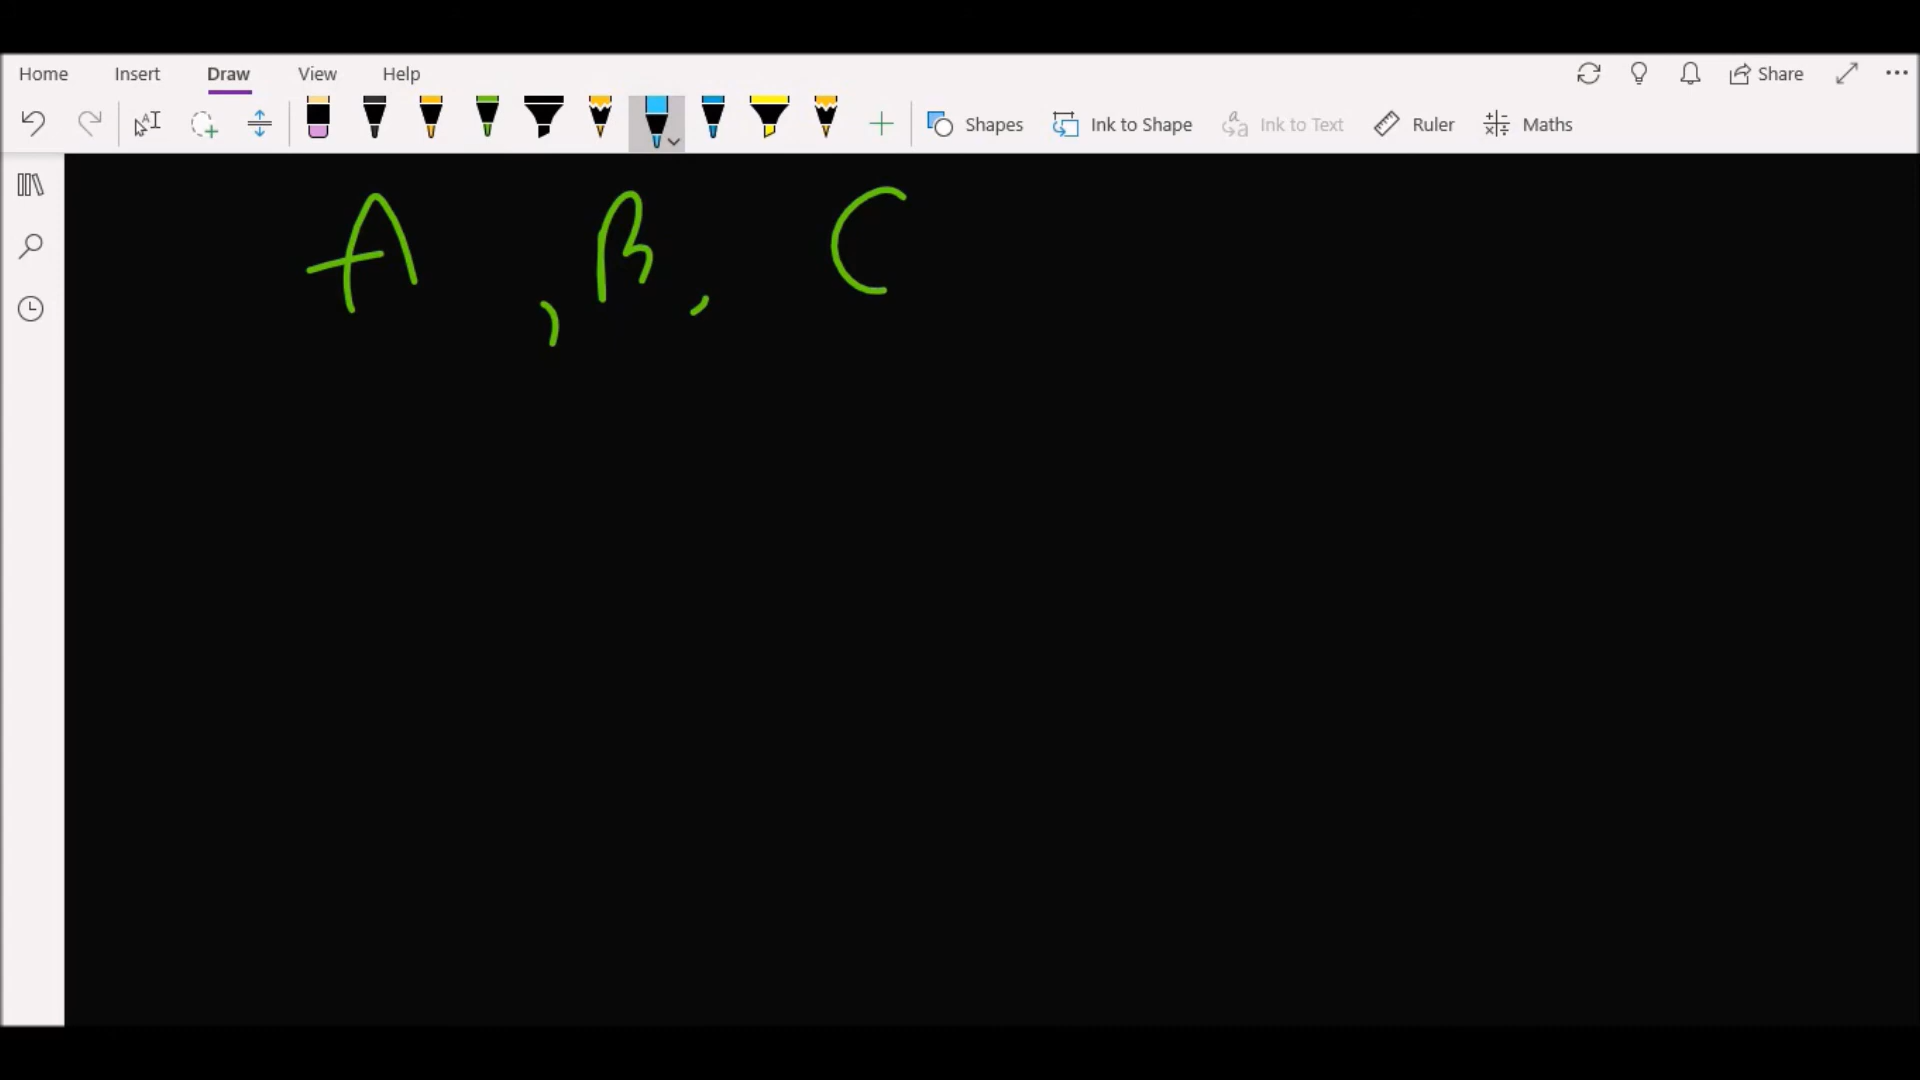 Home Insert Draw View Help Share
Shapes Ink to Shape Ink to Text Ruler Maths
A , B, C